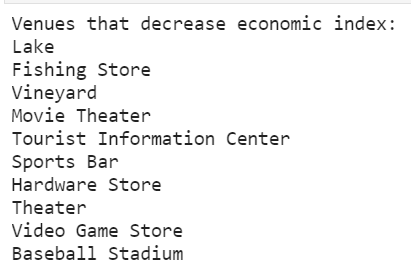 Venues that decrease economic index:
Lake
Fishing Store
Vineyard
Movie Theater
Tourist Information Center
Sports Bar
Hardware Store
Theater
Video Game Store
Baseball Stadium